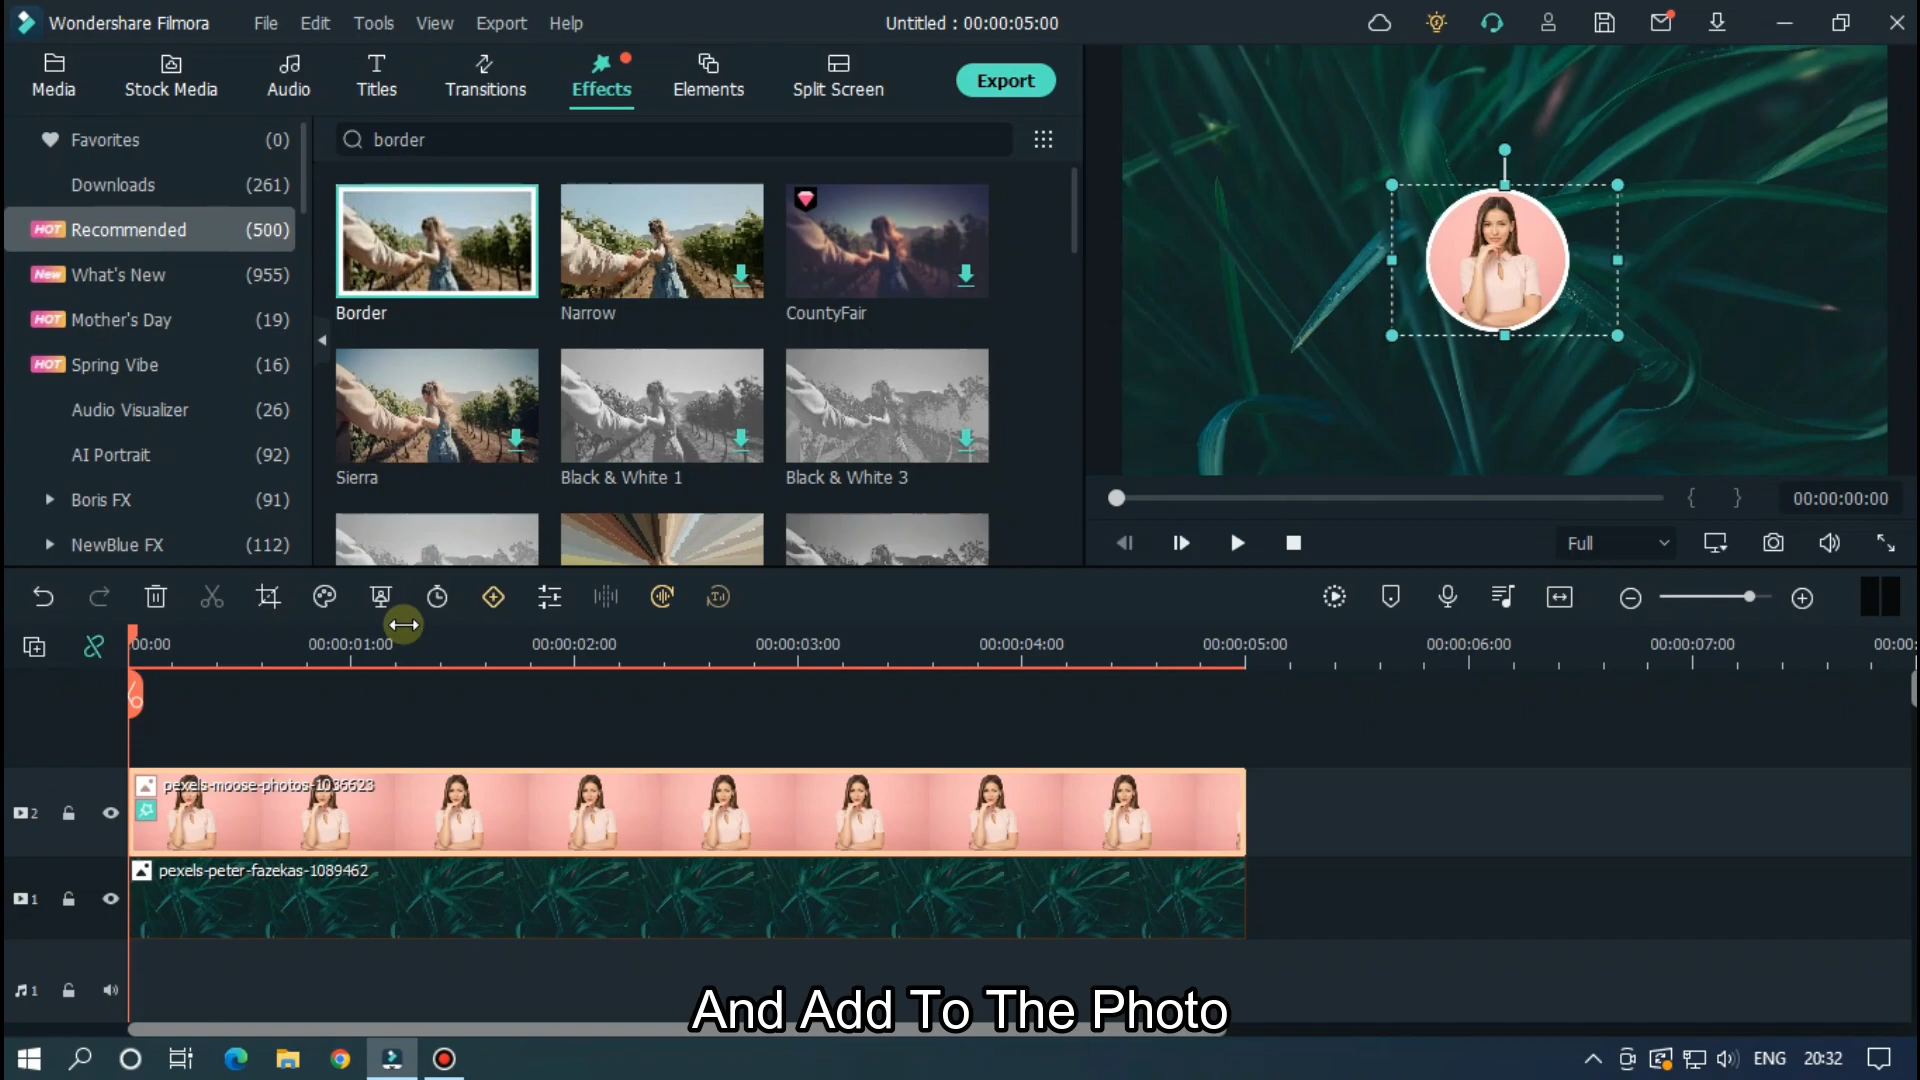 Wondershare Filmora File Edit Tools View Export Help Untitled : 00:00:05:00
Media Stock Media Audio Titles Transitions Effects Elements Split Screen Export
Favorites (0)
Downloads (261)
HOT Recommended (500)
New What's New (955)
HOT Mother's Day (19)
HOT Spring Vibe (16)
Audio Visualizer (26)
AI Portrait (92)
Boris FX (91)
NewBlue FX (112)
border
Border Narrow CountyFair
Sierra Black & White 1 Black & White 3
{ } 00:00:00:00
Full
00:00 00:00:01:00 00:00:02:00 00:00:03:00 00:00:04:00 00:00:05:00 00:00:06:00 00:00:07:00 00:00:
pexels-moose-photos-1036623
2
pexels-peter-fazekas-1089462
1
1
And Add To The Photo
ENG 20:32